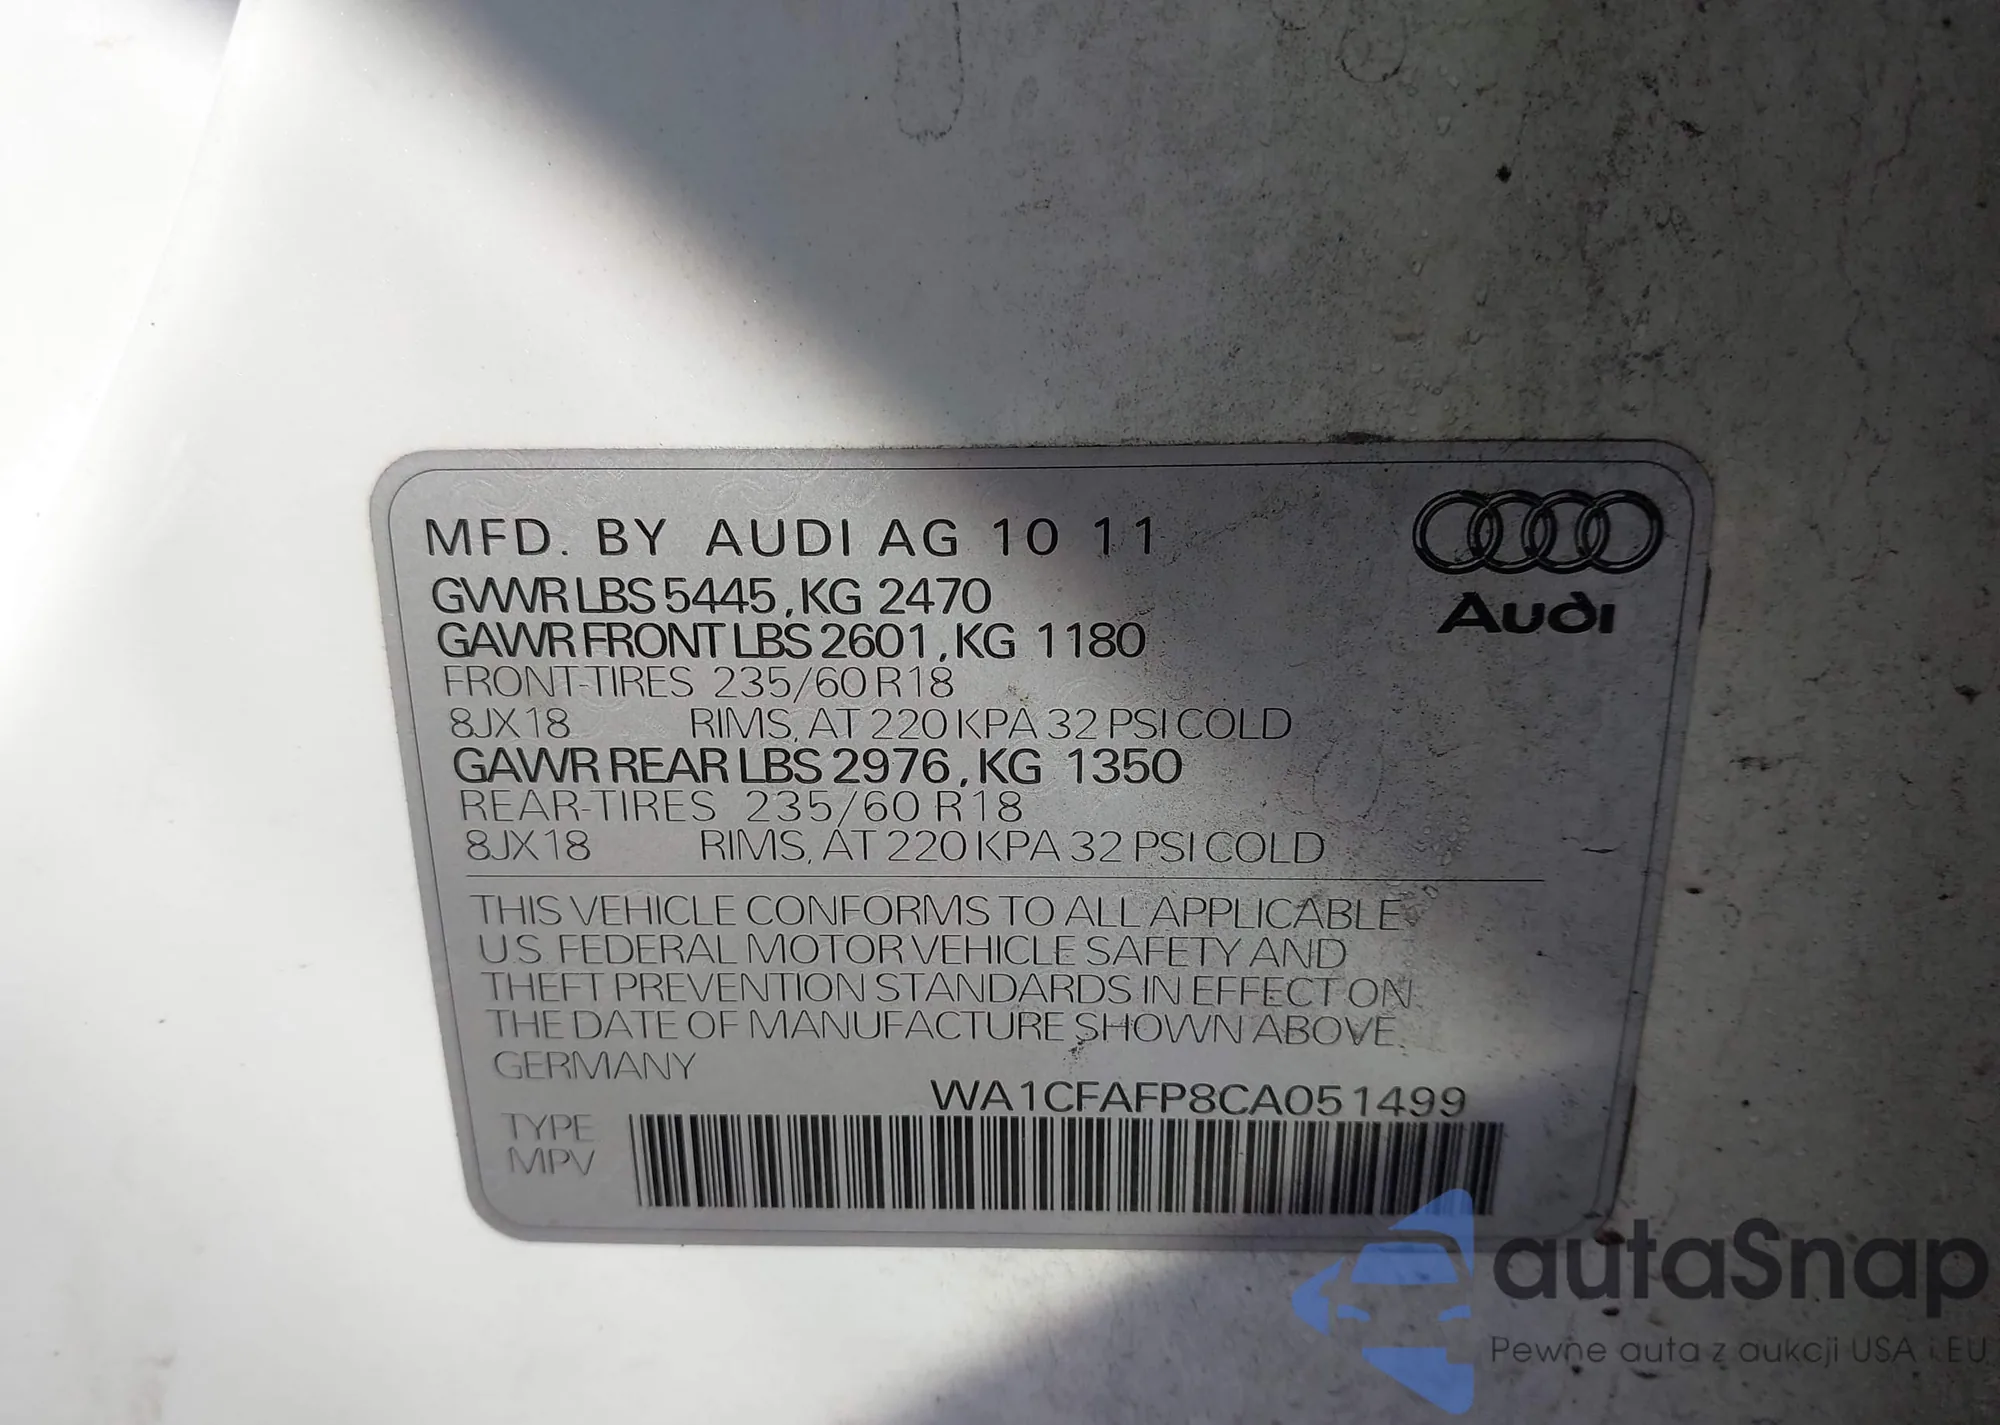 MFD. BY AUDI AG 10 11
GVWR LBS 5445, KG 2470
GAWR FRONT LBS 2601, KG 1180
FRONT-TIRES 235/60 R18
8JX18 RIMS, AT 220 KPA 32 PSI COLD
GAWR REAR LBS 2976, KG 1350
REAR-TIRES 235/60 R18
8JX18 RIMS, AT 220 KPA 32 PSI COLD
THIS VEHICLE CONFORMS TO ALL APPLICABLE
U.S. FEDERAL MOTOR VEHICLE SAFETY AND
THEFT PREVENTION STANDARDS IN EFFECT ON
THE DATE OF MANUFACTURE SHOWN ABOVE.
GERMANY
WA1CFAFP8CA051499
TYPE
MPV
Audi
autaSnap
Pewne auta z aukcji USA i EU